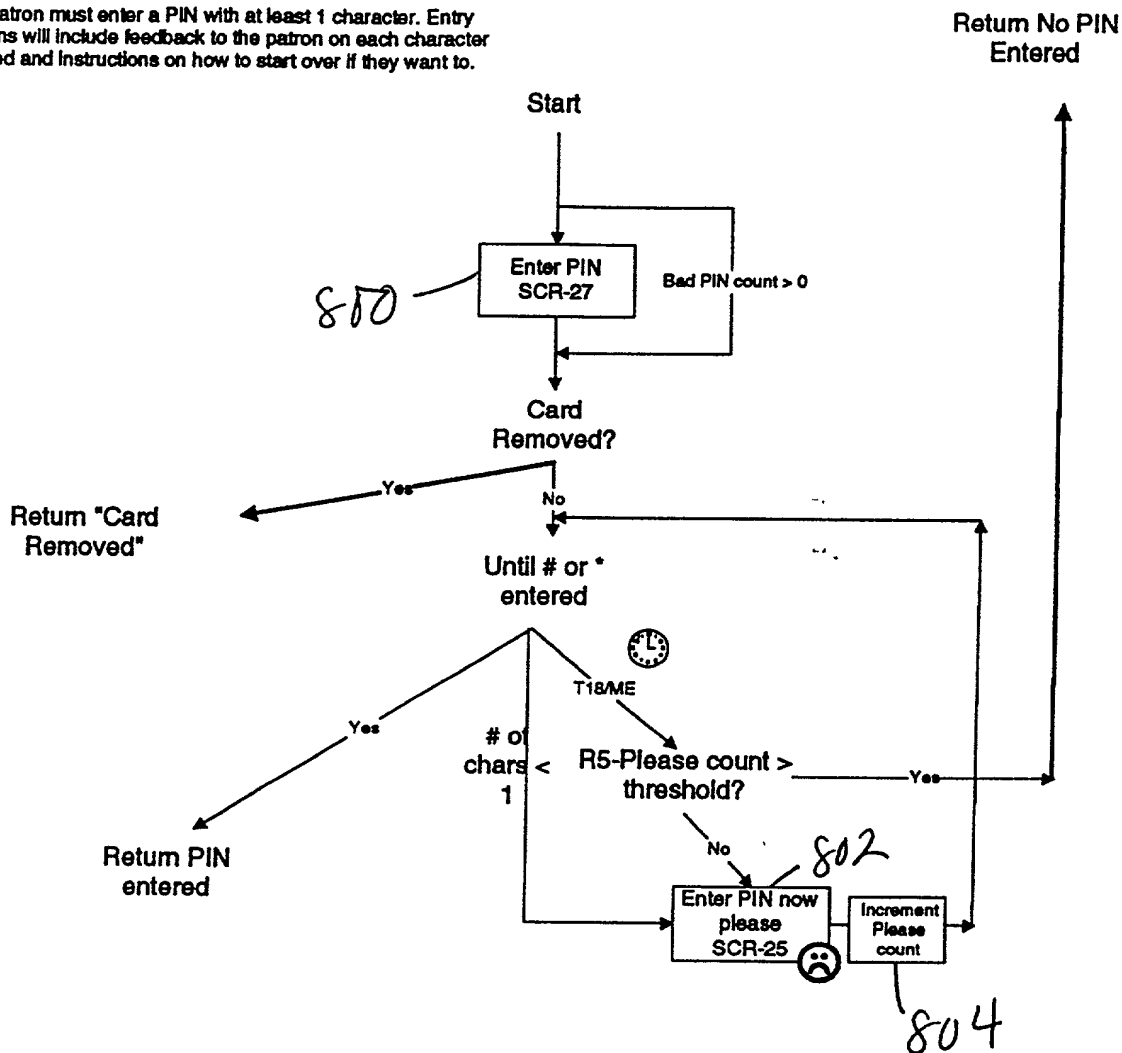 atron must enter a PIN with at least 1 character. Entry
ns will include feedback to the patron on each character
ed and instructions on how to start over if they want to.
Return No PIN
Entered
Start
Enter PIN
SCR-27
Bad PIN count > 0
800
Card
Removed?
Yes
No
Return "Card
Removed"
Until # or *
entered
T18/ME
Yes
# of
chars <
1
R5-Please count >
threshold?
Yes
No
Return PIN
entered
802
Enter PIN now
please
SCR-25
Increment
Please
count
804